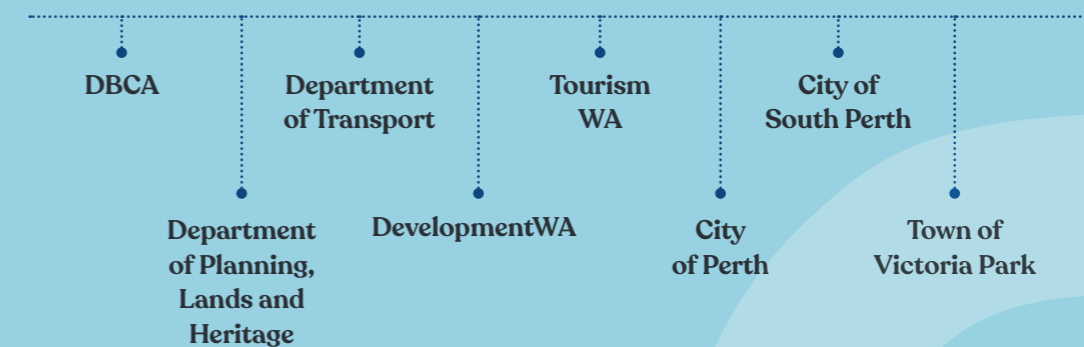 DBCA
Department
of Transport
Tourism
WA
City of
South Perth
Department
of Planning,
Lands and
Heritage
DevelopmentWA
City
of Perth
Town of
Victoria Park